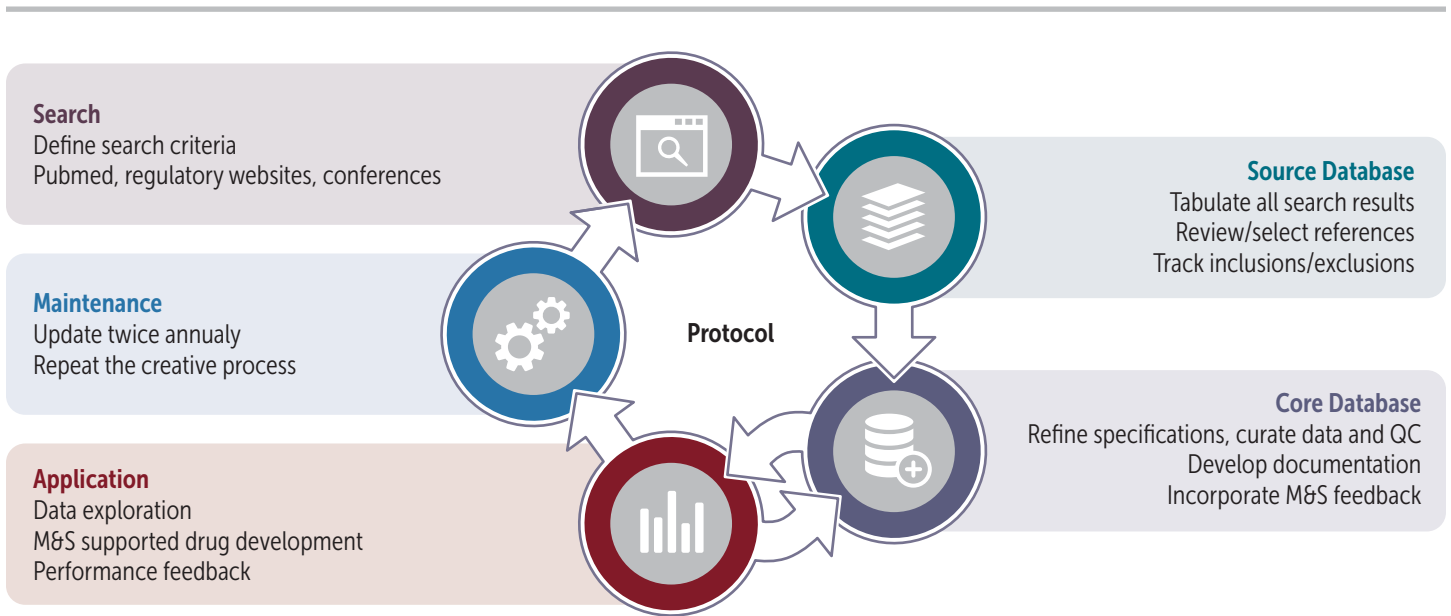 Search
Define search criteria
Pubmed, regulatory websites, conferences
Source Database
Tabulate all search results
Review/select references
Track inclusions/exclusions
Maintenance
Update twice annualy
Repeat the creative process
Protocol
Core Database
Refine specifications, curate data and QC
Develop documentation
Incorporate M&S feedback
Application
Data exploration
M&S supported drug development
Performance feedback